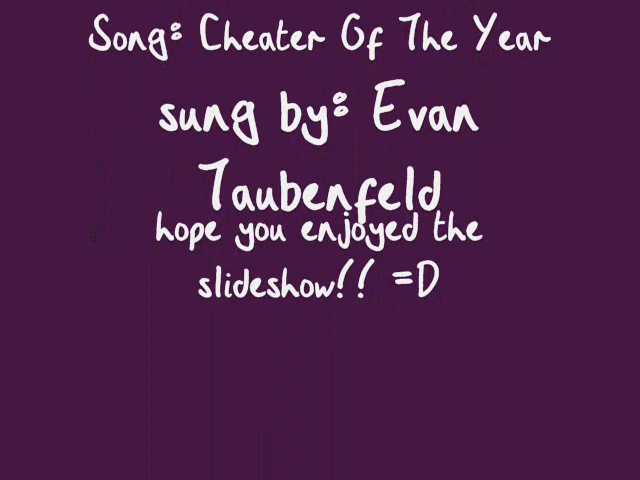 Song: Cheater Of The Year
sung by: Evan
Taubenfeld
hope you enjoyed the
slideshow!! =D